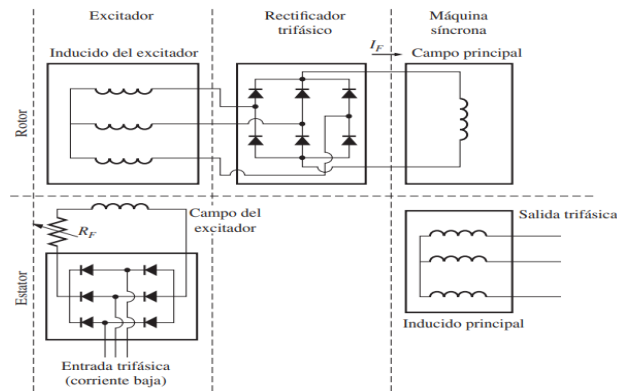 Excitador
Rectificador
trifásico
Máquina
síncrona
Inducido del excitador
I_F
Campo principal
Rotor
Campo del
excitador
R_F
Salida trifásica
Estator
Inducido principal
Entrada trifásica
(corriente baja)